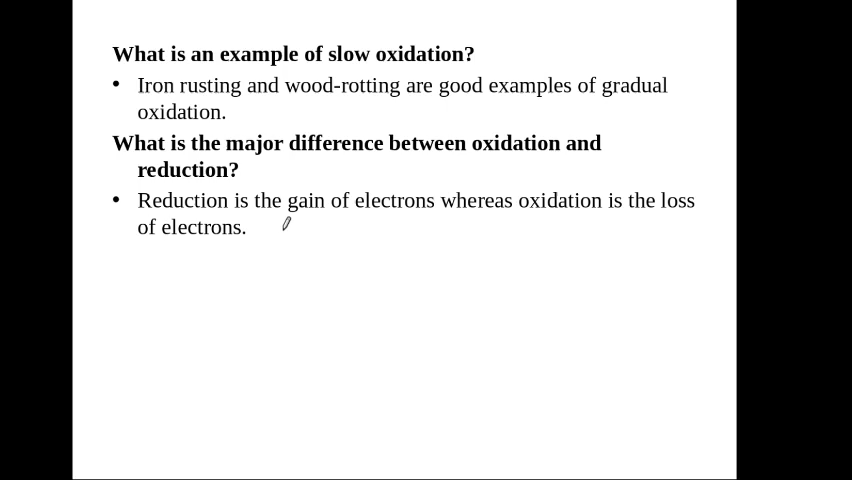 What is an example of slow oxidation?
• Iron rusting and wood-rotting are good examples of gradual
oxidation.
What is the major difference between oxidation and
reduction?
• Reduction is the gain of electrons whereas oxidation is the loss
of electrons.